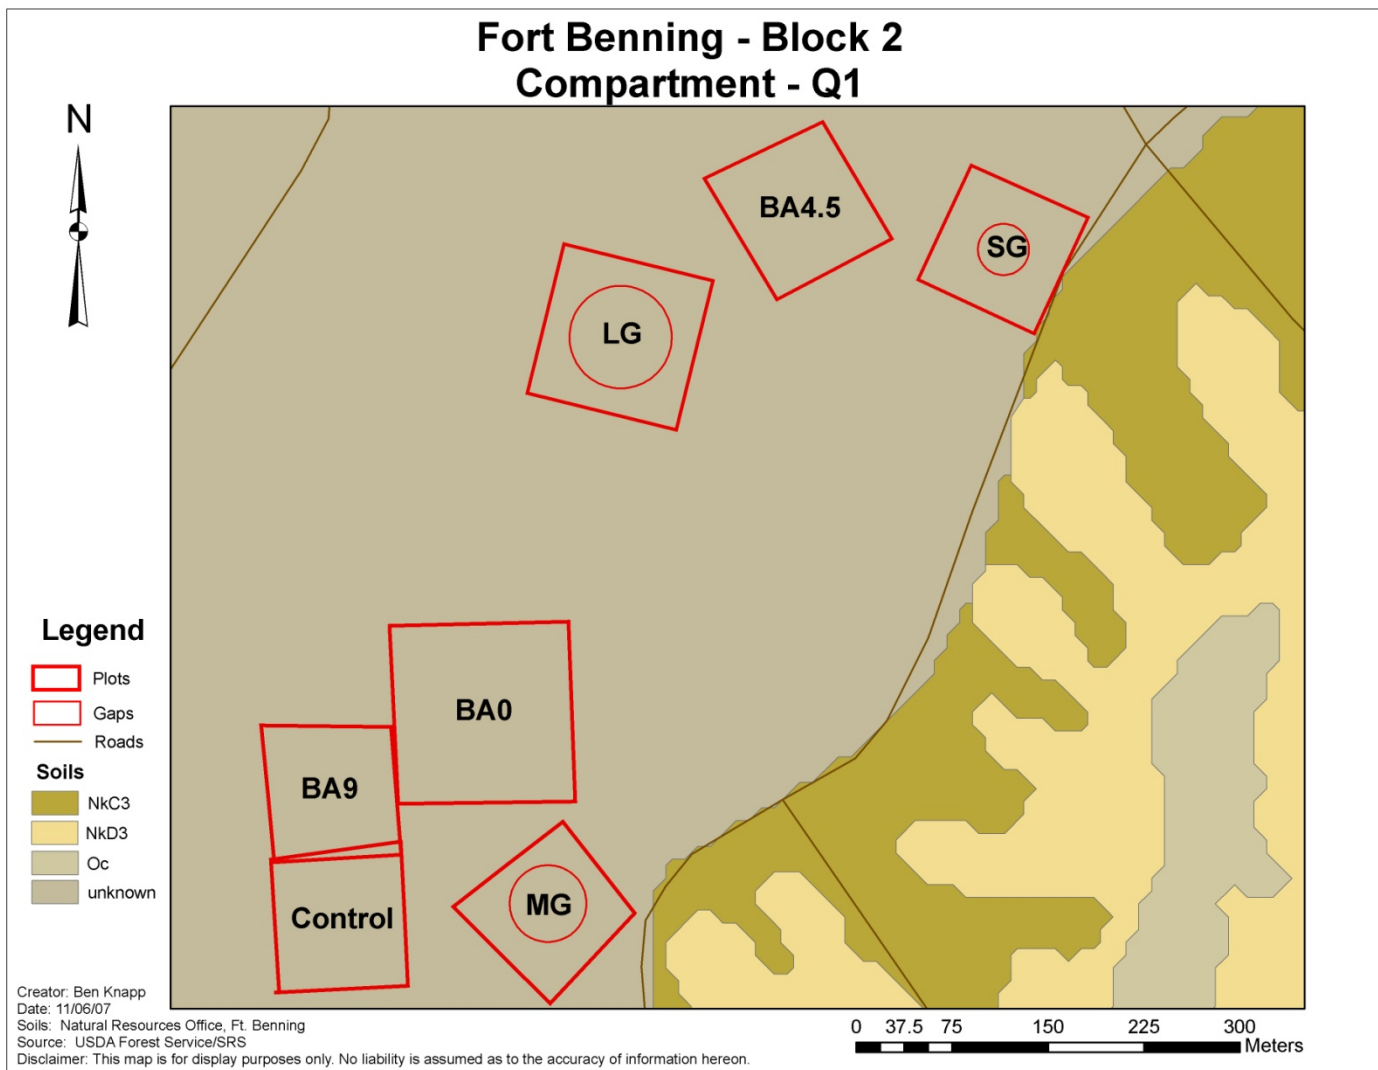 Fort Benning - Block 2
Compartment - Q1
N
BA4.5
SG
LG
BA0
BA9
Control
MG
Legend
Plots
Gaps
Roads
Soils
NkC3
NkD3
Oc
unknown
Creator: Ben Knapp
Date: 11/06/07
Soils: Natural Resources Office, Ft. Benning
Source: USDA Forest Service/SRS
Disclaimer: This map is for display purposes only. No liability is assumed as to the accuracy of information hereon.
0 37.5 75 150 225 300
Meters